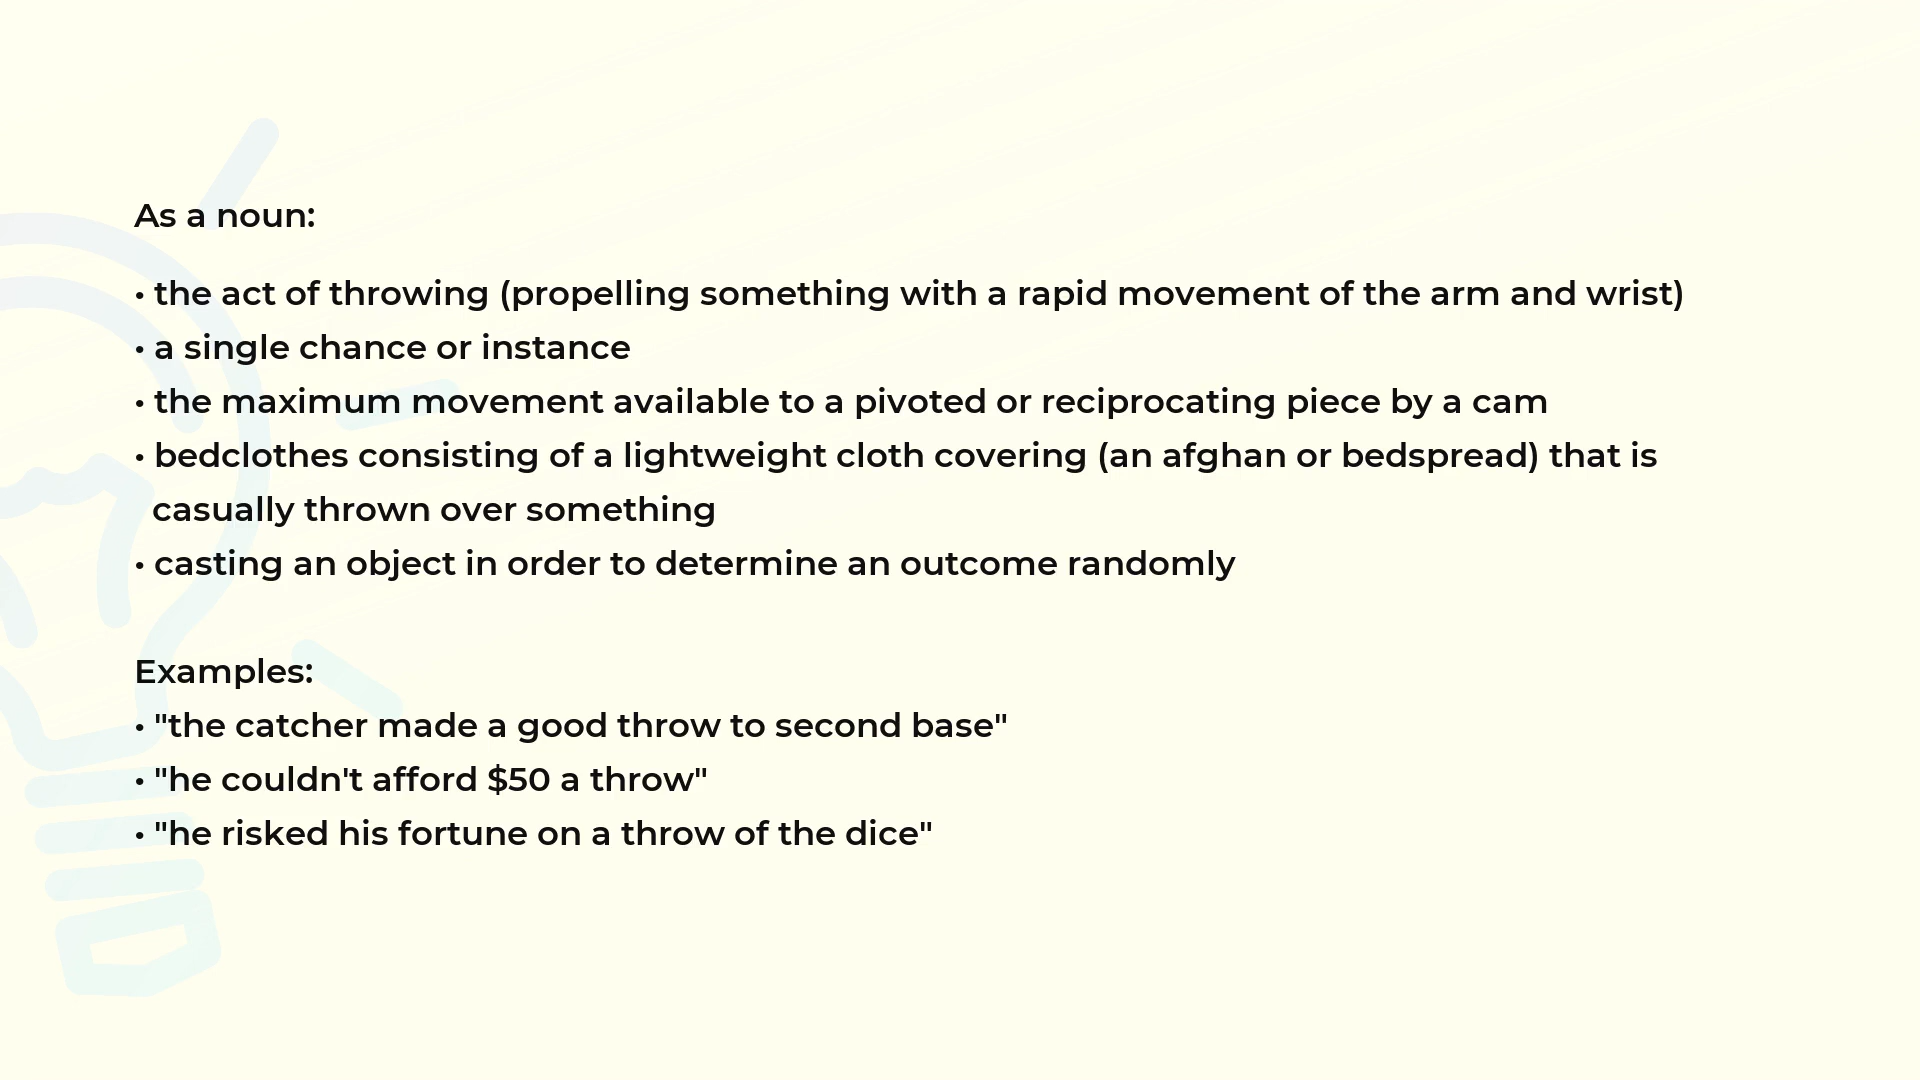 As a noun:
• the act of throwing (propelling something with a rapid movement of the arm and wrist)
• a single chance or instance
• the maximum movement available to a pivoted or reciprocating piece by a cam
• bedclothes consisting of a lightweight cloth covering (an afghan or bedspread) that is
casually thrown over something
• casting an object in order to determine an outcome randomly
Examples:
• "the catcher made a good throw to second base"
• "he couldn't afford $50 a throw"
• "he risked his fortune on a throw of the dice"